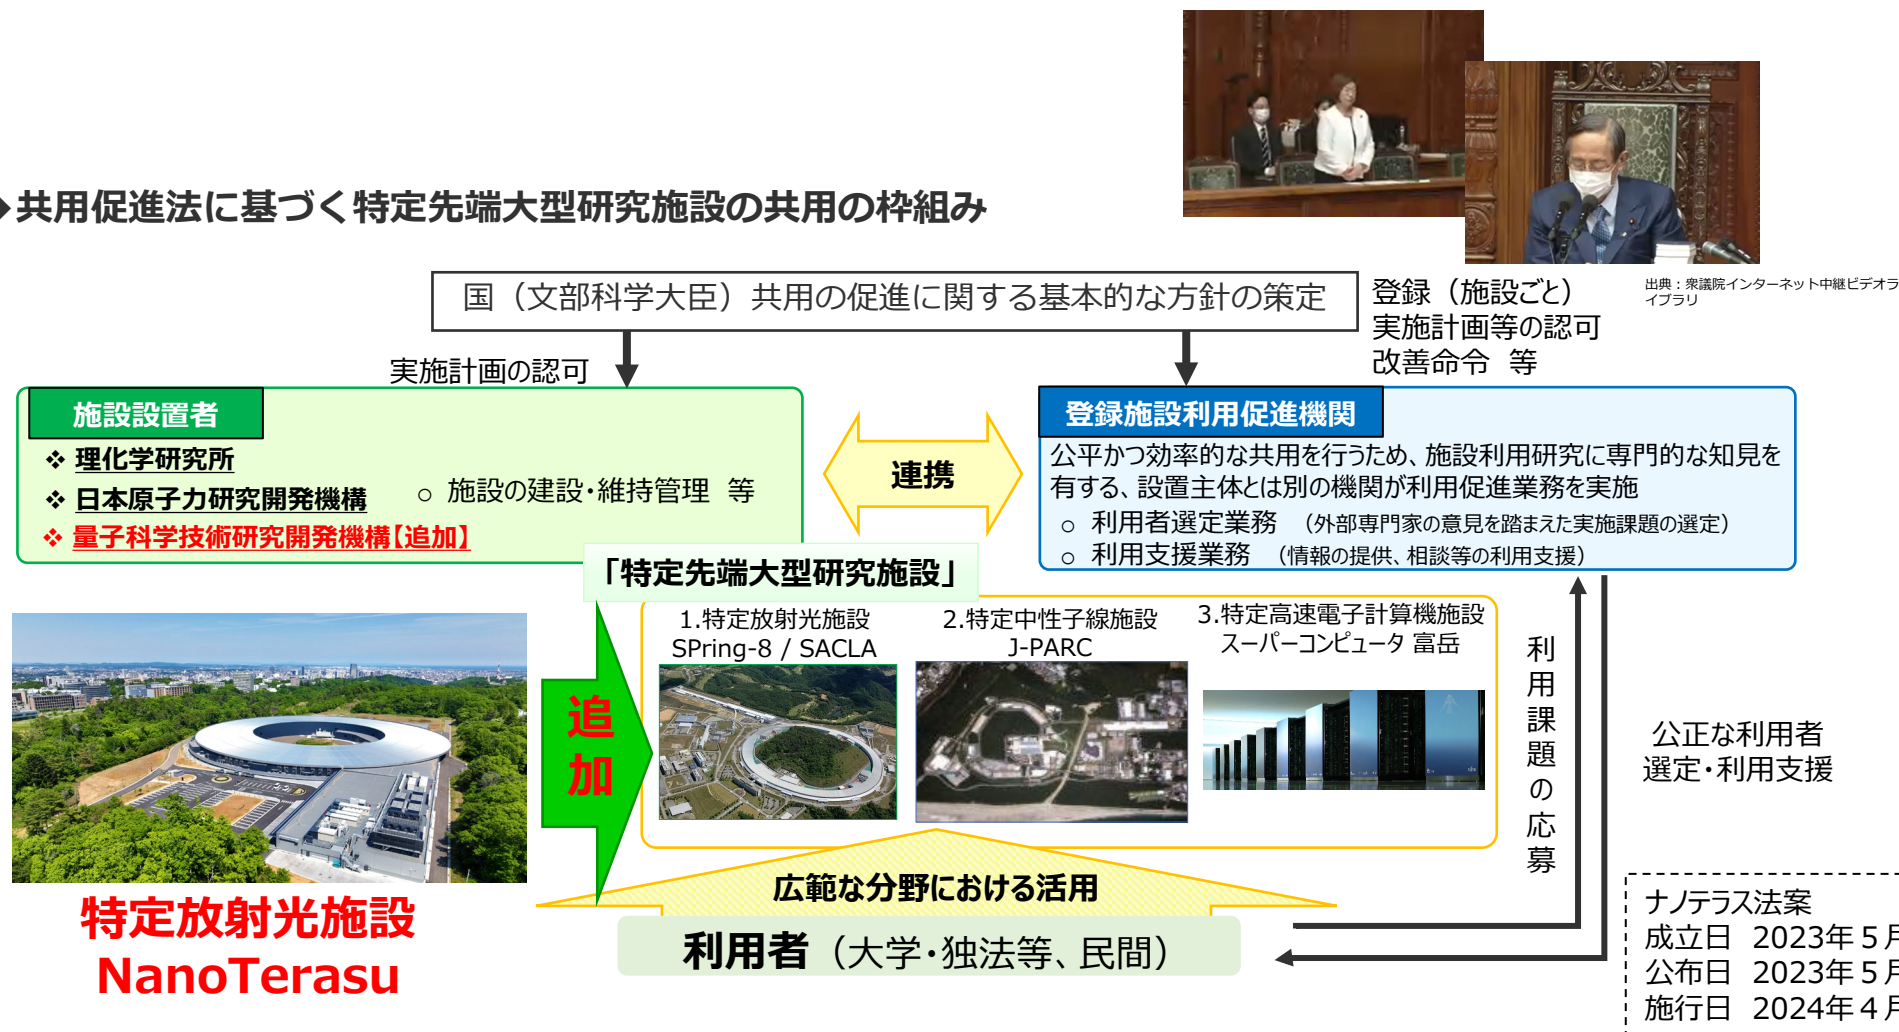 共用促進法に基づく特定先端大型研究施設の共用の枠組み
出典：衆議院インターネット中継ビデオラ
イブラリ
国（文部科学大臣）共用の促進に関する基本的な方針の策定
登録（施設ごと）
実施計画等の認可
改善命令　等
実施計画の認可
施設設置者
❖ 理化学研究所
❖ 日本原子力研究開発機構
❖ 量子科学技術研究開発機構【追加】
○ 施設の建設・維持管理　等
連携
登録施設利用促進機関
公平かつ効率的な共用を行うため、施設利用研究に専門的な知見を
有する、設置主体とは別の機関が利用促進業務を実施
○ 利用者選定業務　（外部専門家の意見を踏まえた実施課題の選定）
○ 利用支援業務　（情報の提供、相談等の利用支援）
「特定先端大型研究施設」
1.特定放射光施設
SPring-8 / SACLA
2.特定中性子線施設
J-PARC
3.特定高速電子計算機施設
スーパーコンピュータ 富岳
追加
利用課題の応募
公正な利用者
選定・利用支援
広範な分野における活用
利用者（大学・独法等、民間）
特定放射光施設
NanoTerasu
ナノテラス法案
成立日　2023年５月
公布日　2023年５月
施行日　2024年４月